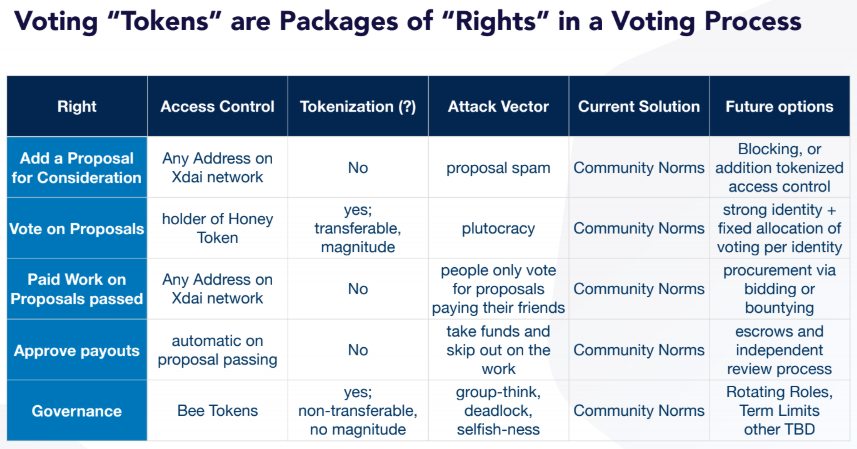 Voting “Tokens” are Packages of “Rights” in a Voting Process
Right
Access Control
Tokenization (?)
Attack Vector
Current Solution
Future options
Add a Proposal
for Consideration
Any Address on
Xdai network
No
proposal spam
Community Norms
Blocking, or
addition tokenized
access control
Vote on Proposals
holder of Honey
Token
yes;
transferable,
magnitude
plutocracy
Community Norms
strong identity +
fixed allocation of
voting per identity
Paid Work on
Proposals passed
Any Address on
Xdai network
No
people only vote
for proposals
paying their friends
Community Norms
procurement via
bidding or
bountying
Approve payouts
automatic on
proposal passing
No
take funds and
skip out on the
work
Community Norms
escrows and
independent
review process
Governance
Bee Tokens
yes;
non-transferable,
no magnitude
group-think,
deadlock,
selfish-ness
Community Norms
Rotating Roles,
Term Limits
other TBD